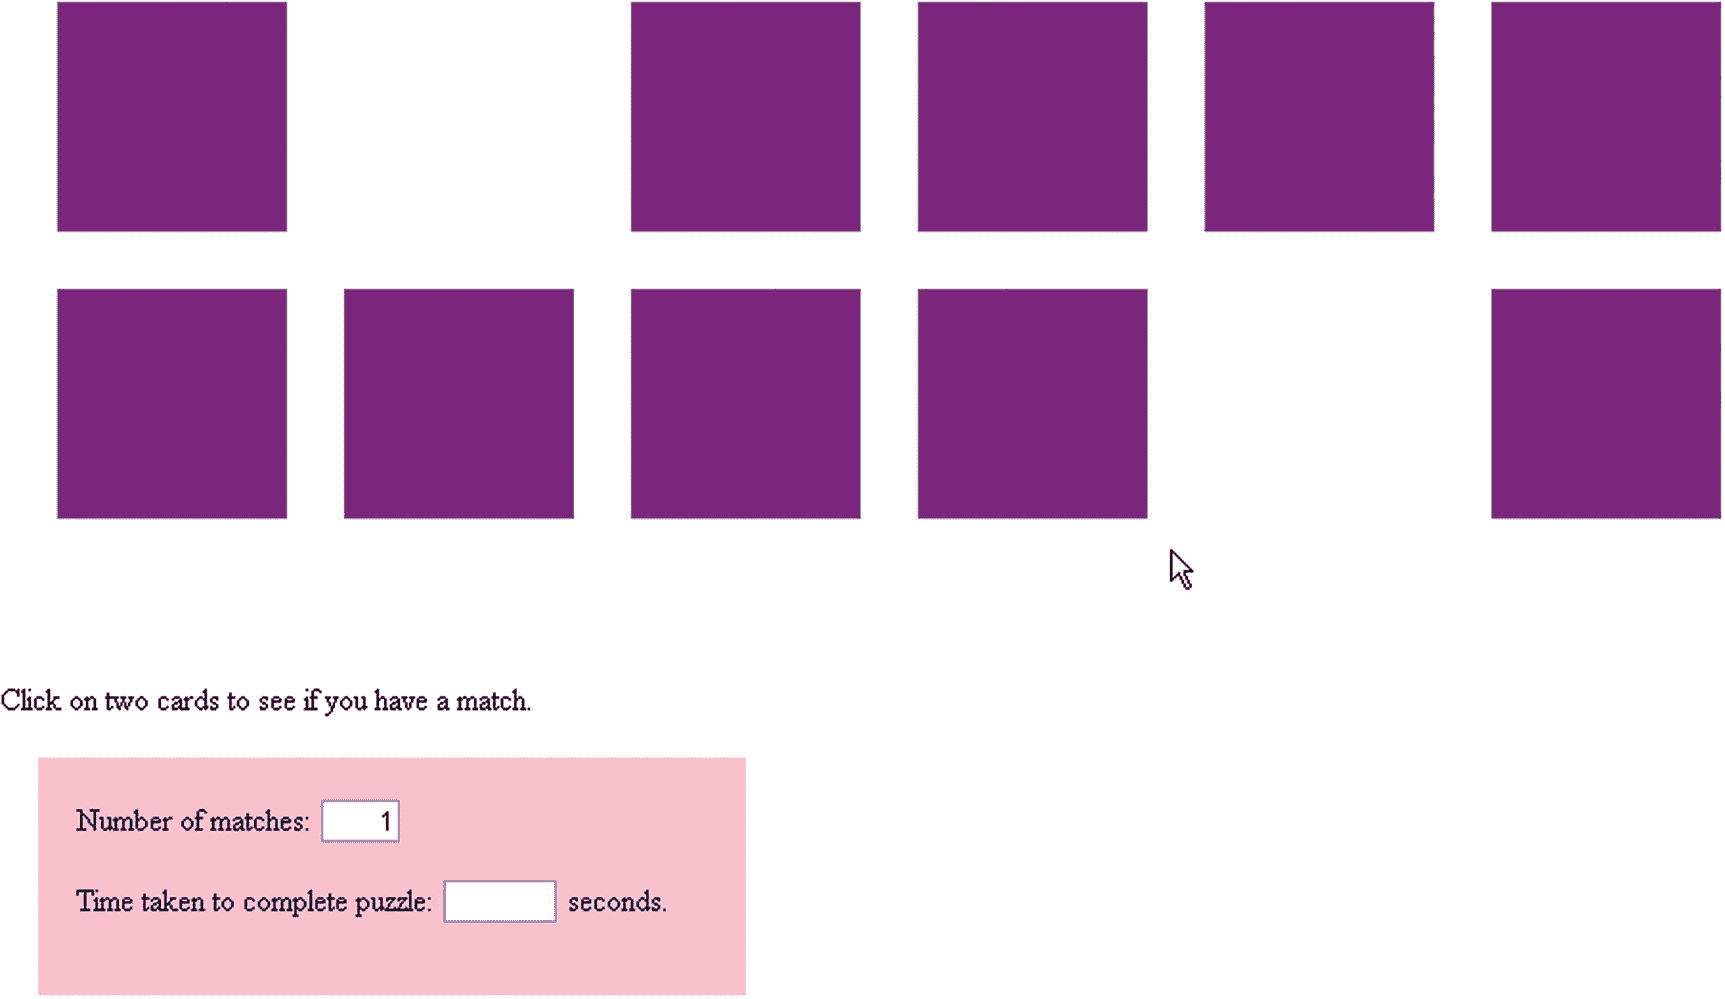 Click on two cards to see if you have a match.
Number of matches: 1
Time taken to complete puzzle: seconds.